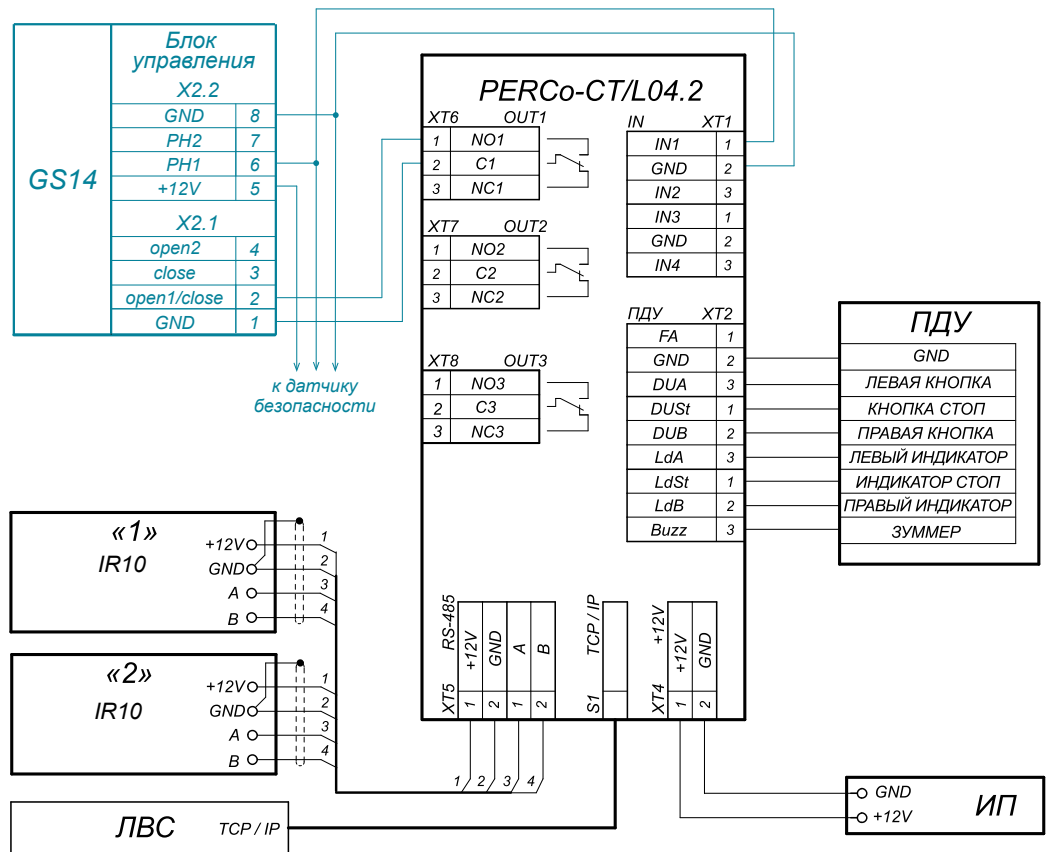 Блок
управления
GS14
X2.2
GND 8
PH2 7
PH1 6
+12V 5
X2.1
open2 4
close 3
open1/close 2
GND 1
к датчику
безопасности
PERCo-CT/L04.2
XT6 OUT1
1 NO1
2 C1
3 NC1
XT7 OUT2
1 NO2
2 C2
3 NC2
XT8 OUT3
1 NO3
2 C3
3 NC3
IN XT1
IN1 1
GND 2
IN2 3
IN3 1
GND 2
IN4 3
ПДУ XT2
FA 1
GND 2
DUA 3
DUSt 1
DUB 2
LdA 3
LdSt 1
LdB 2
Buzz 3
ПДУ
GND
ЛЕВАЯ КНОПКА
КНОПКА СТОП
ПРАВАЯ КНОПКА
ЛЕВЫЙ ИНДИКАТОР
ИНДИКАТОР СТОП
ПРАВЫЙ ИНДИКАТОР
ЗУММЕР
«1»
IR10
+12V 1
GND 2
A 3
B 4
«2»
IR10
+12V 1
GND 2
A 3
B 4
ЛВС TCP / IP
XT5 RS-485
1 +12V
2 GND
1 A
2 B
1 2 3 4
S1 TCP / IP
XT4 +12V
1 +12V
2 GND
ИП
GND
+12V